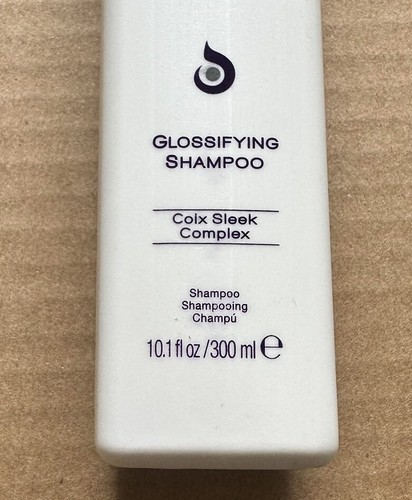 GLOSSIFYING
SHAMPOO
Coix Sleek
Complex
Shampoo
Shampooing
Champú
10.1 fl oz/300 ml ℮